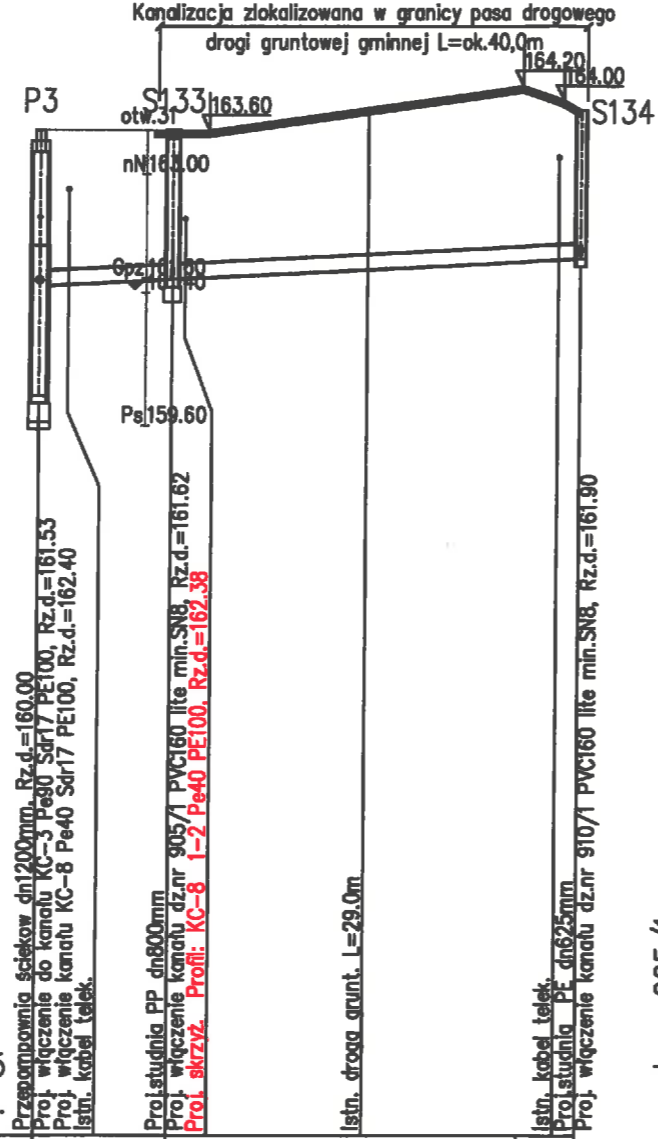 Kanalizacja zlokalizowana w granicy pasa drogowego
drogi gruntowej gminnej L=ok.40,0m
164.20
164.00
P3
S133
163.60
S134
otw.31
nN163.00
Ps159.60
Przepompownia ściekow dn1200mm, Rz.d.=160.00
Proj. włączenie do kanału KC-3 Pe90 Sdr17 PE100, Rz.d.=161.53
Proj. włączenie kanału KC-8 Pe40 Sdr17 PE100, Rz.d.=162.40
Istn. kabel telek.
Proj.studnia PP dn800mm
Proj. włączenie kanału dz.nr 905/1 PVC160 lite min.SN8, Rz.d.=161.62
Proj. skrzyż. Profil: KC-8 1-2 Pe40 PE100, Rz.d.=162.38
Istn. droga grunt. L=29.0m
Istn. kabel telek.
Proj.studnia PE dn625mm
Proj. włączenie kanału dz.nr 910/1 PVC160 lite min.SN8, Rz.d.=161.90